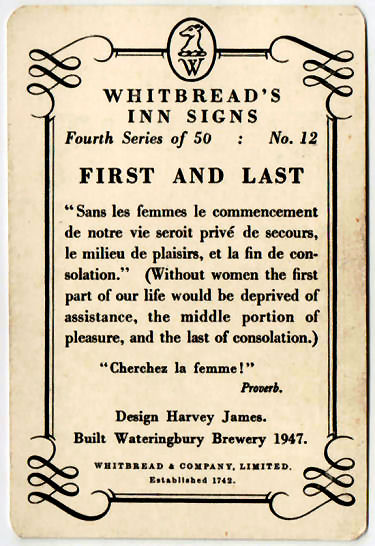 W
WHITBREAD'S
INN SIGNS
Fourth Series of 50 : No. 12
FIRST AND LAST
"Sans les femmes le commencement
de notre vie seroit privé de secours,
le milieu de plaisirs, et la fin de con-
solation." (Without women the first
part of our life would be deprived of
assistance, the middle portion of
pleasure, and the last of consolation.)
"Cherchez la femme!"
Proverb.
Design Harvey James.
Built Wateringbury Brewery 1947.
WHITBREAD & COMPANY, LIMITED.
Established 1742.